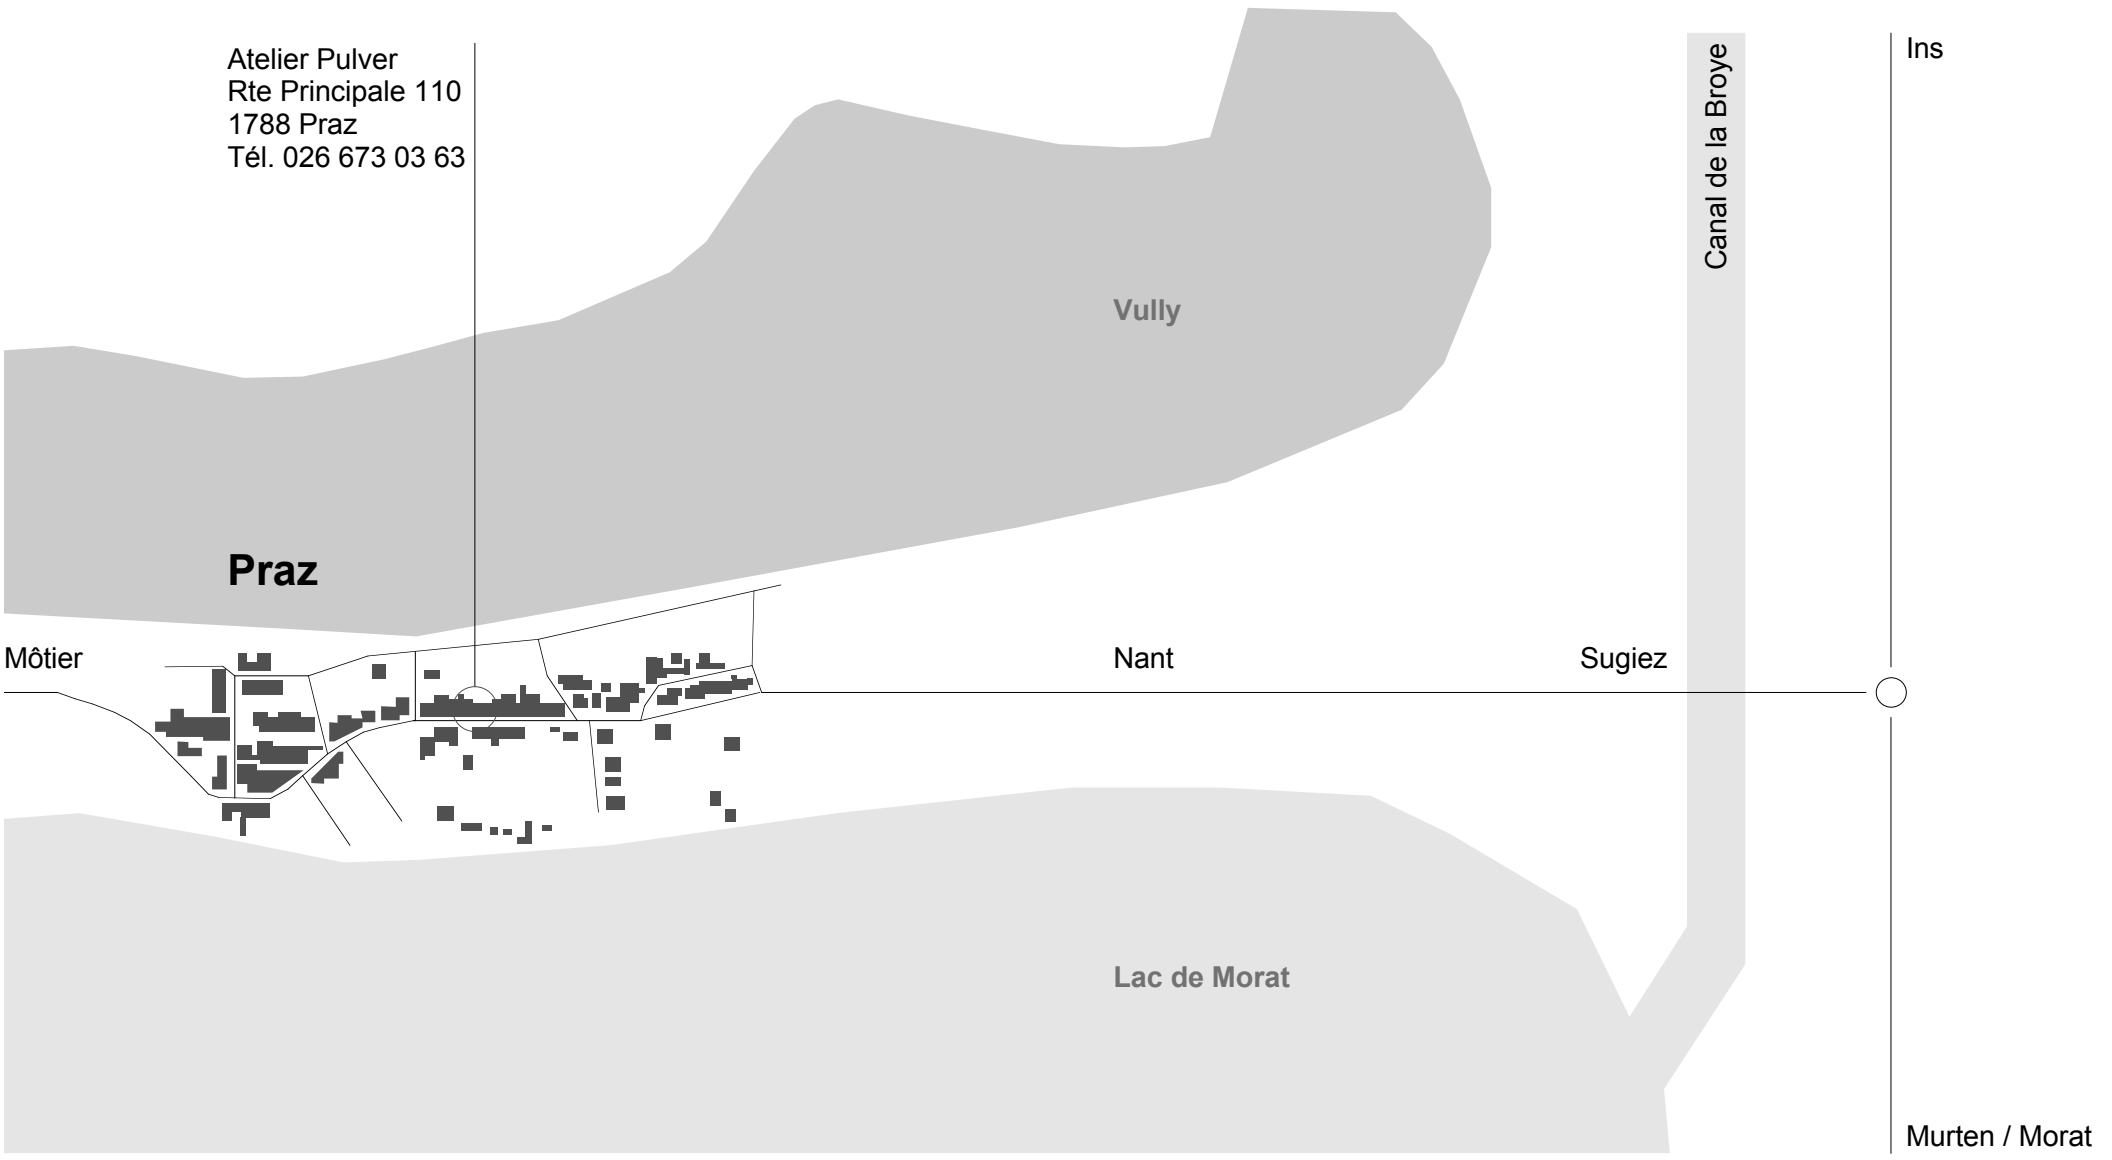 Atelier Pulver
Rte Principale 110
1788 Praz
Tél. 026 673 03 63
Canal de la Broye
Ins
Vully
Praz
Môtier
Nant
Sugiez
Lac de Morat
Murten / Morat